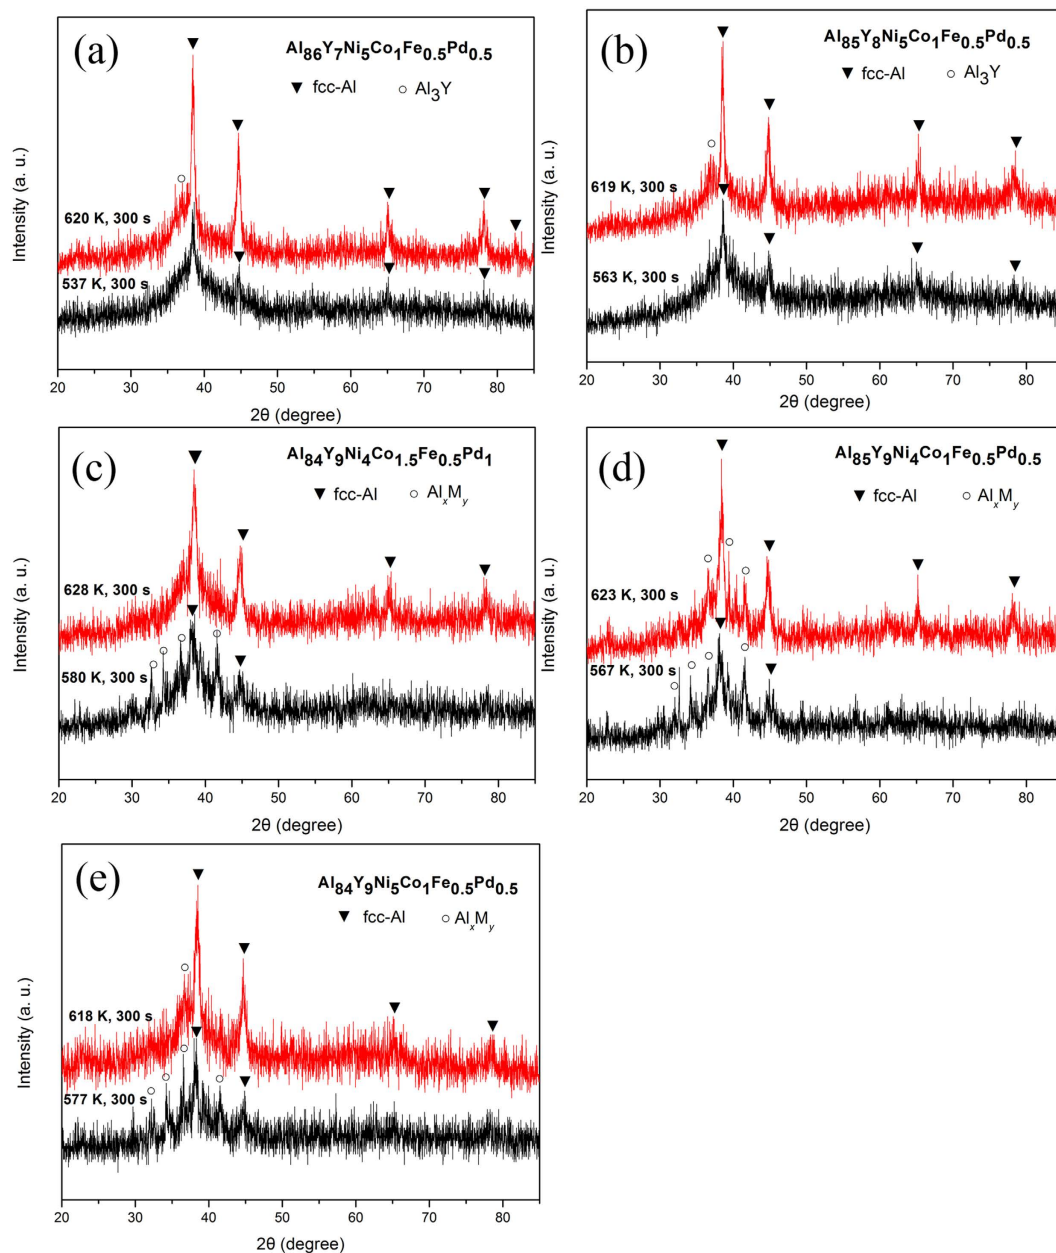 (a)
Al₈₆Y₇Ni₅Co₁Fe₀.₅Pd₀.₅
▼ fcc-Al ○ Al₃Y
620 K, 300 s
537 K, 300 s
Intensity (a. u.)
20 30 40 50 60 70 80
2θ (degree)
(b)
Al₈₅Y₈Ni₅Co₁Fe₀.₅Pd₀.₅
▼ fcc-Al ○ Al₃Y
619 K, 300 s
563 K, 300 s
Intensity (a. u.)
20 30 40 50 60 70 80
2θ (degree)
(c)
Al₈₄Y₉Ni₄Co₁.₅Fe₀.₅Pd₁
▼ fcc-Al ○ AlₓMᵧ
628 K, 300 s
580 K, 300 s
Intensity (a. u.)
20 30 40 50 60 70 80
2θ (degree)
(d)
Al₈₅Y₉Ni₄Co₁Fe₀.₅Pd₀.₅
▼ fcc-Al ○ AlₓMᵧ
623 K, 300 s
567 K, 300 s
Intensity (a. u.)
20 30 40 50 60 70 80
2θ (degree)
(e)
Al₈₄Y₉Ni₅Co₁Fe₀.₅Pd₀.₅
▼ fcc-Al ○ AlₓMᵧ
618 K, 300 s
577 K, 300 s
Intensity (a. u.)
20 30 40 50 60 70 80
2θ (degree)